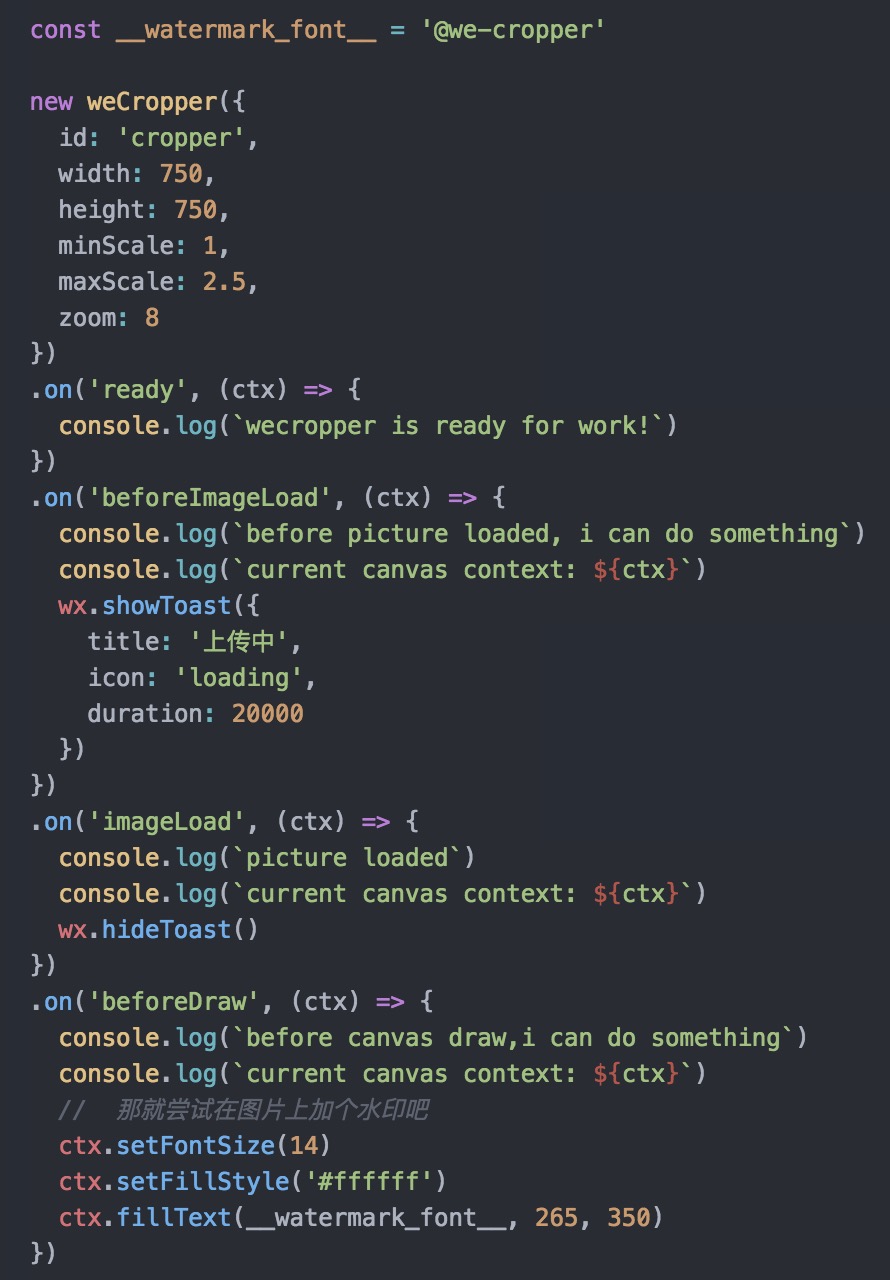 const __watermark_font__ = '@we-cropper'

new weCropper({
  id: 'cropper',
  width: 750,
  height: 750,
  minScale: 1,
  maxScale: 2.5,
  zoom: 8
})
.on('ready', (ctx) => {
  console.log(`wecropper is ready for work!`)
})
.on('beforeImageLoad', (ctx) => {
  console.log(`before picture loaded, i can do something`)
  console.log(`current canvas context: ${ctx}`)
  wx.showToast({
    title: '上传中',
    icon: 'loading',
    duration: 20000
  })
})
.on('imageLoad', (ctx) => {
  console.log(`picture loaded`)
  console.log(`current canvas context: ${ctx}`)
  wx.hideToast()
})
.on('beforeDraw', (ctx) => {
  console.log(`before canvas draw,i can do something`)
  console.log(`current canvas context: ${ctx}`)
  //  那就尝试在图片上加个水印吧
  ctx.setFontSize(14)
  ctx.setFillStyle('#ffffff')
  ctx.fillText(__watermark_font__, 265, 350)
})